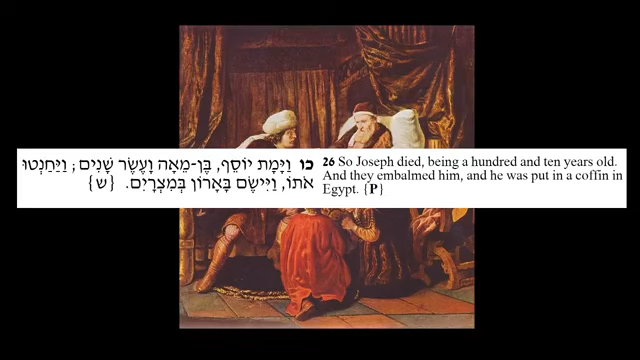 כו וַיָּמָת יוֹסֵף, בֶּן-מֵאָה וָעֶשֶׂר שָׁנִים; וַיַּחַנְטוּ
אֹתוֹ, וַיִּישֶׂם בָּאָרוֹן בְּמִצְרָיִם. {ש}
26 So Joseph died, being a hundred and ten years old.
And they embalmed him, and he was put in a coffin in
Egypt. {P}